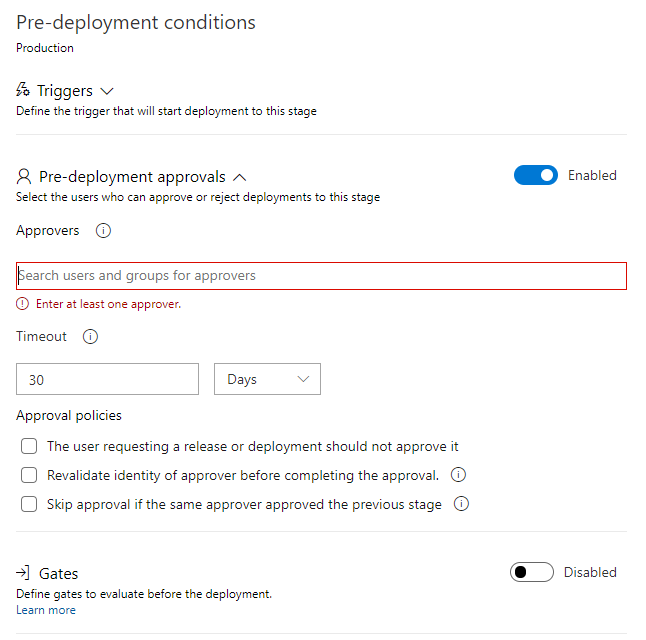 Pre-deployment conditions
Production
Triggers
Define the trigger that will start deployment to this stage
Pre-deployment approvals
Enabled
Select the users who can approve or reject deployments to this stage
Approvers
Search users and groups for approvers
Enter at least one approver.
Timeout
30
Days
Approval policies
The user requesting a release or deployment should not approve it
Revalidate identity of approver before completing the approval.
Skip approval if the same approver approved the previous stage
Gates
Disabled
Define gates to evaluate before the deployment.
Learn more